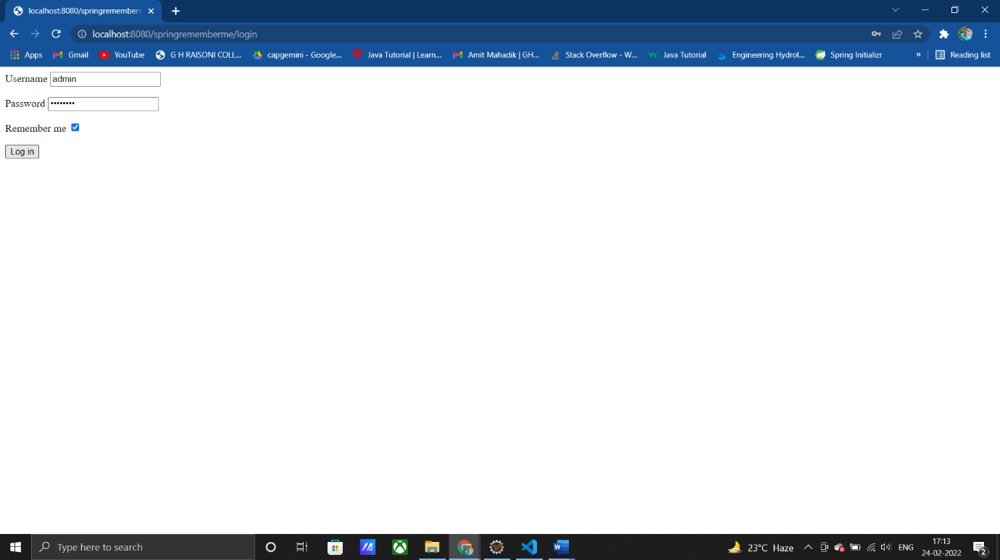 localhost:8080/springrememberm
localhost:8080/springrememberme/login
Apps Gmail YouTube G H RAISONI COLL... capgemini - Google... Java Tutorial | Learn... Amit Mahadik | GH... Stack Overflow - W... Java Tutorial Engineering Hydrol... Spring Initializr » Reading list
Username admin
Password ••••••••
Remember me
Log in
Type here to search 23°C Haze ENG 17:13
24-02-2022 2